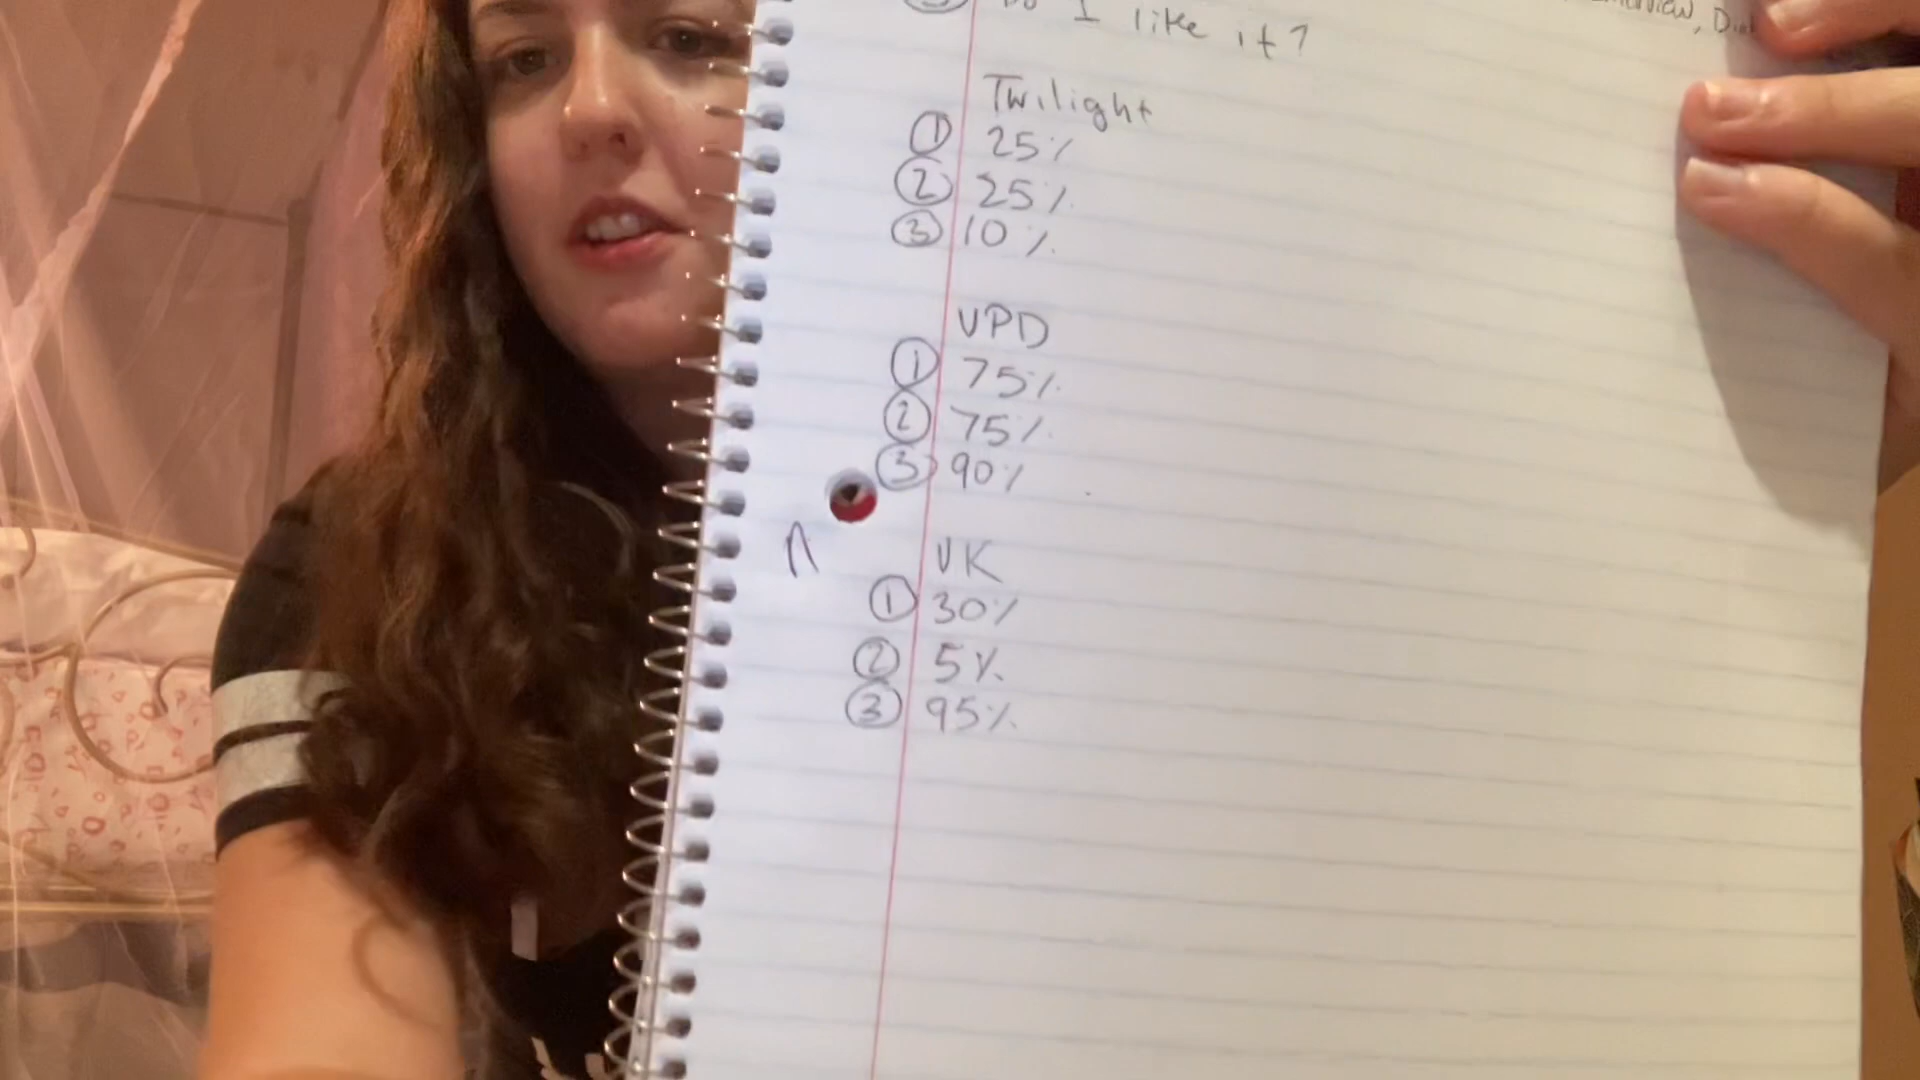 I like it?
Twilight
① 25%
② 25%
③ 10%
VPD
① 75%
② 75%
③ 90%
VK
① 30%
② 5%
③ 95%